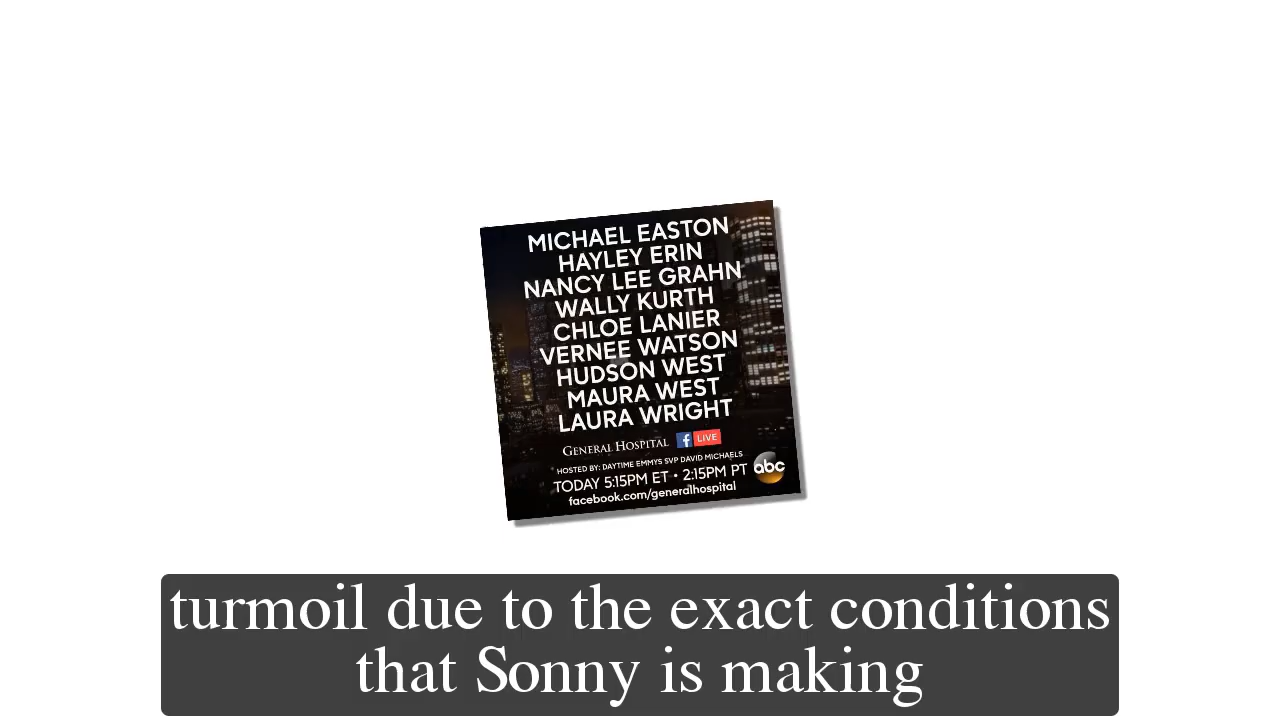 MICHAEL EASTON
HAYLEY ERIN
NANCY LEE GRAHN
WALLY KURTH
CHLOE LANIER
VERNEE WATSON
HUDSON WEST
MAURA WEST
LAURA WRIGHT
GENERAL HOSPITAL f LIVE
HOSTED BY: DAYTIME EMMYS SVP DAVID MICHAELS
TODAY 5:15PM ET • 2:15PM PT abc
facebook.com/generalhospital
turmoil due to the exact conditions
that Sonny is making